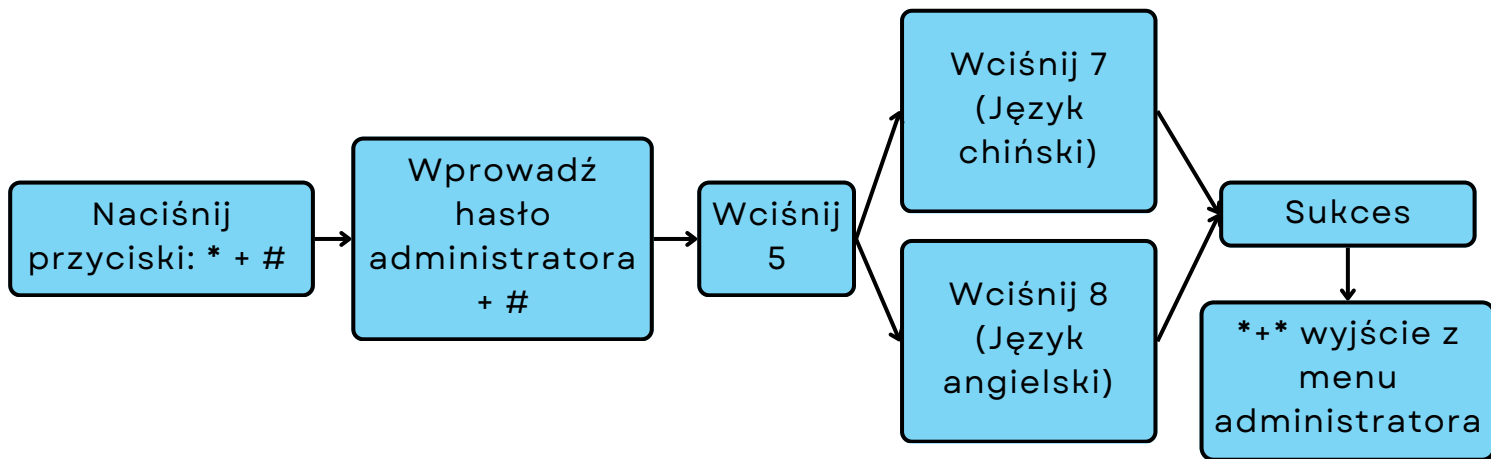 Naciśnij
przyciski: * + #
Wprowadź
hasło
administratora
+ #
Wciśnij
5
Wciśnij 7
(Język
chiński)
Wciśnij 8
(Język
angielski)
Sukces
*+* wyjście z
menu
administratora